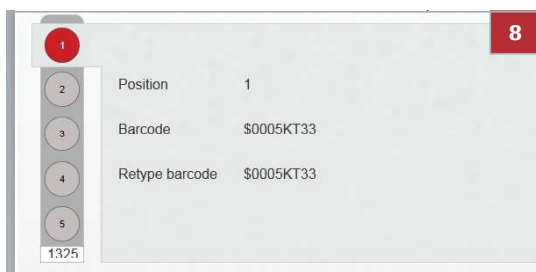 8
1
2
3
4
5
1325
Position 1
Barcode $0005KT33
Retype barcode $0005KT33